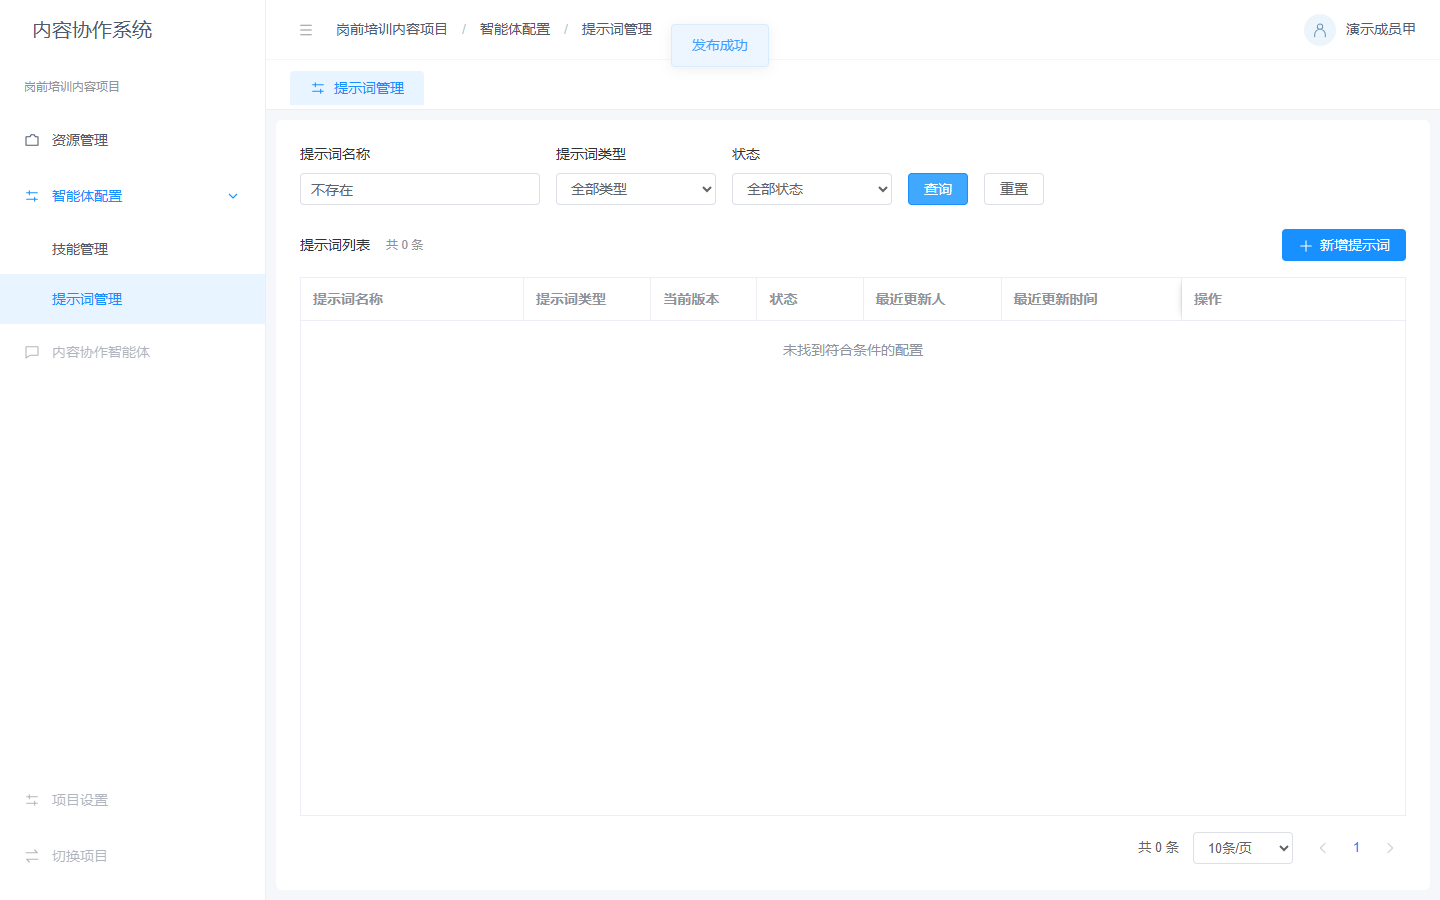 内容协作系统
岗前培训内容项目
资源管理
智能体配置
技能管理
提示词管理
内容协作智能体
项目设置
切换项目
岗前培训内容项目 / 智能体配置 / 提示词管理
发布成功
演示成员甲
提示词管理
提示词名称 提示词类型 状态
不存在 全部类型 全部状态 查询 重置
提示词列表 共 0 条 新增提示词
提示词名称 提示词类型 当前版本 状态 最近更新人 最近更新时间 操作
未找到符合条件的配置
共 0 条 10条/页 1